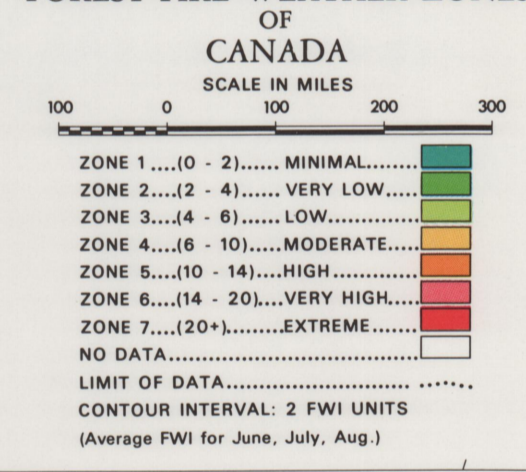 OF
CANADA
SCALE IN MILES
100 0 100 200 300
ZONE 1....(0 - 2)...... MINIMAL.......
ZONE 2....(2 - 4)...... VERY LOW.....
ZONE 3....(4 - 6)...... LOW..............
ZONE 4....(6 - 10).....MODERATE.....
ZONE 5....(10 - 14)....HIGH.............
ZONE 6....(14 - 20)....VERY HIGH.....
ZONE 7....(20+)........EXTREME.......
NO DATA.......................................
LIMIT OF DATA.............................. ........
CONTOUR INTERVAL: 2 FWI UNITS
(Average FWI for June, July, Aug.)